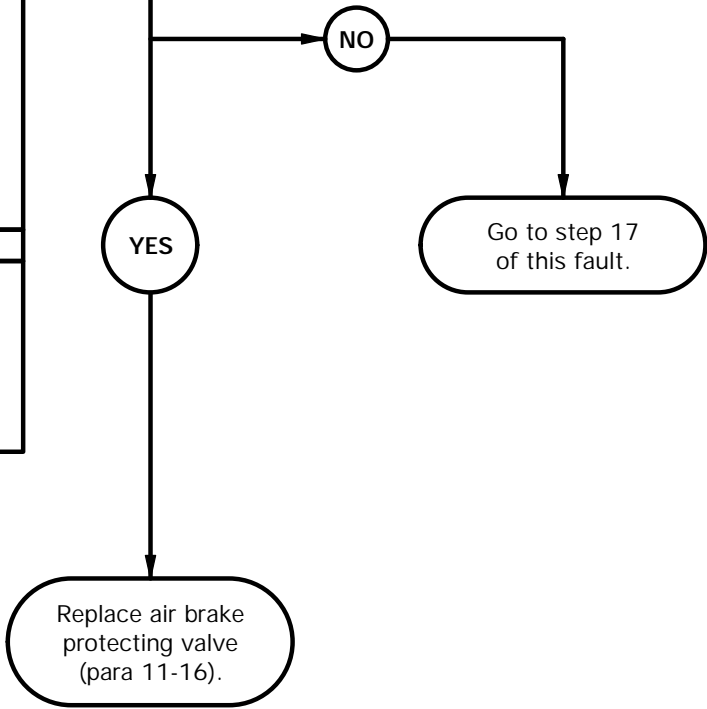 NO
YES
Go to step 17
of this fault.
Replace air brake
protecting valve
(para 11-16).